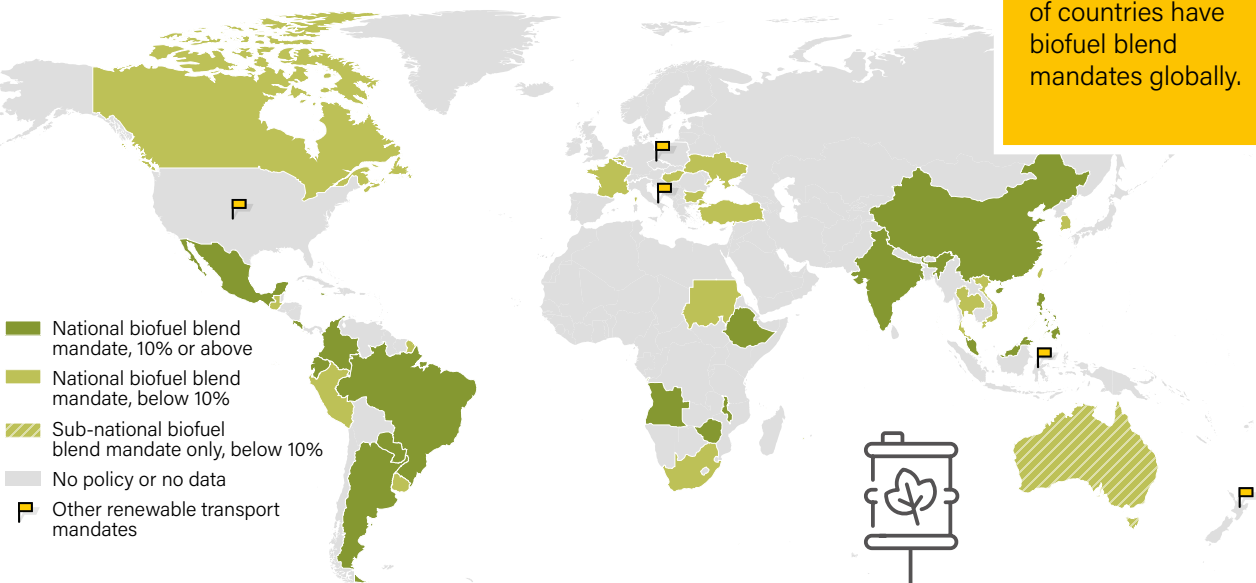 of countries have
biofuel blend
mandates globally.
National biofuel blend
mandate, 10% or above
National biofuel blend
mandate, below 10%
Sub-national biofuel
blend mandate only, below 10%
No policy or no data
Other renewable transport
mandates